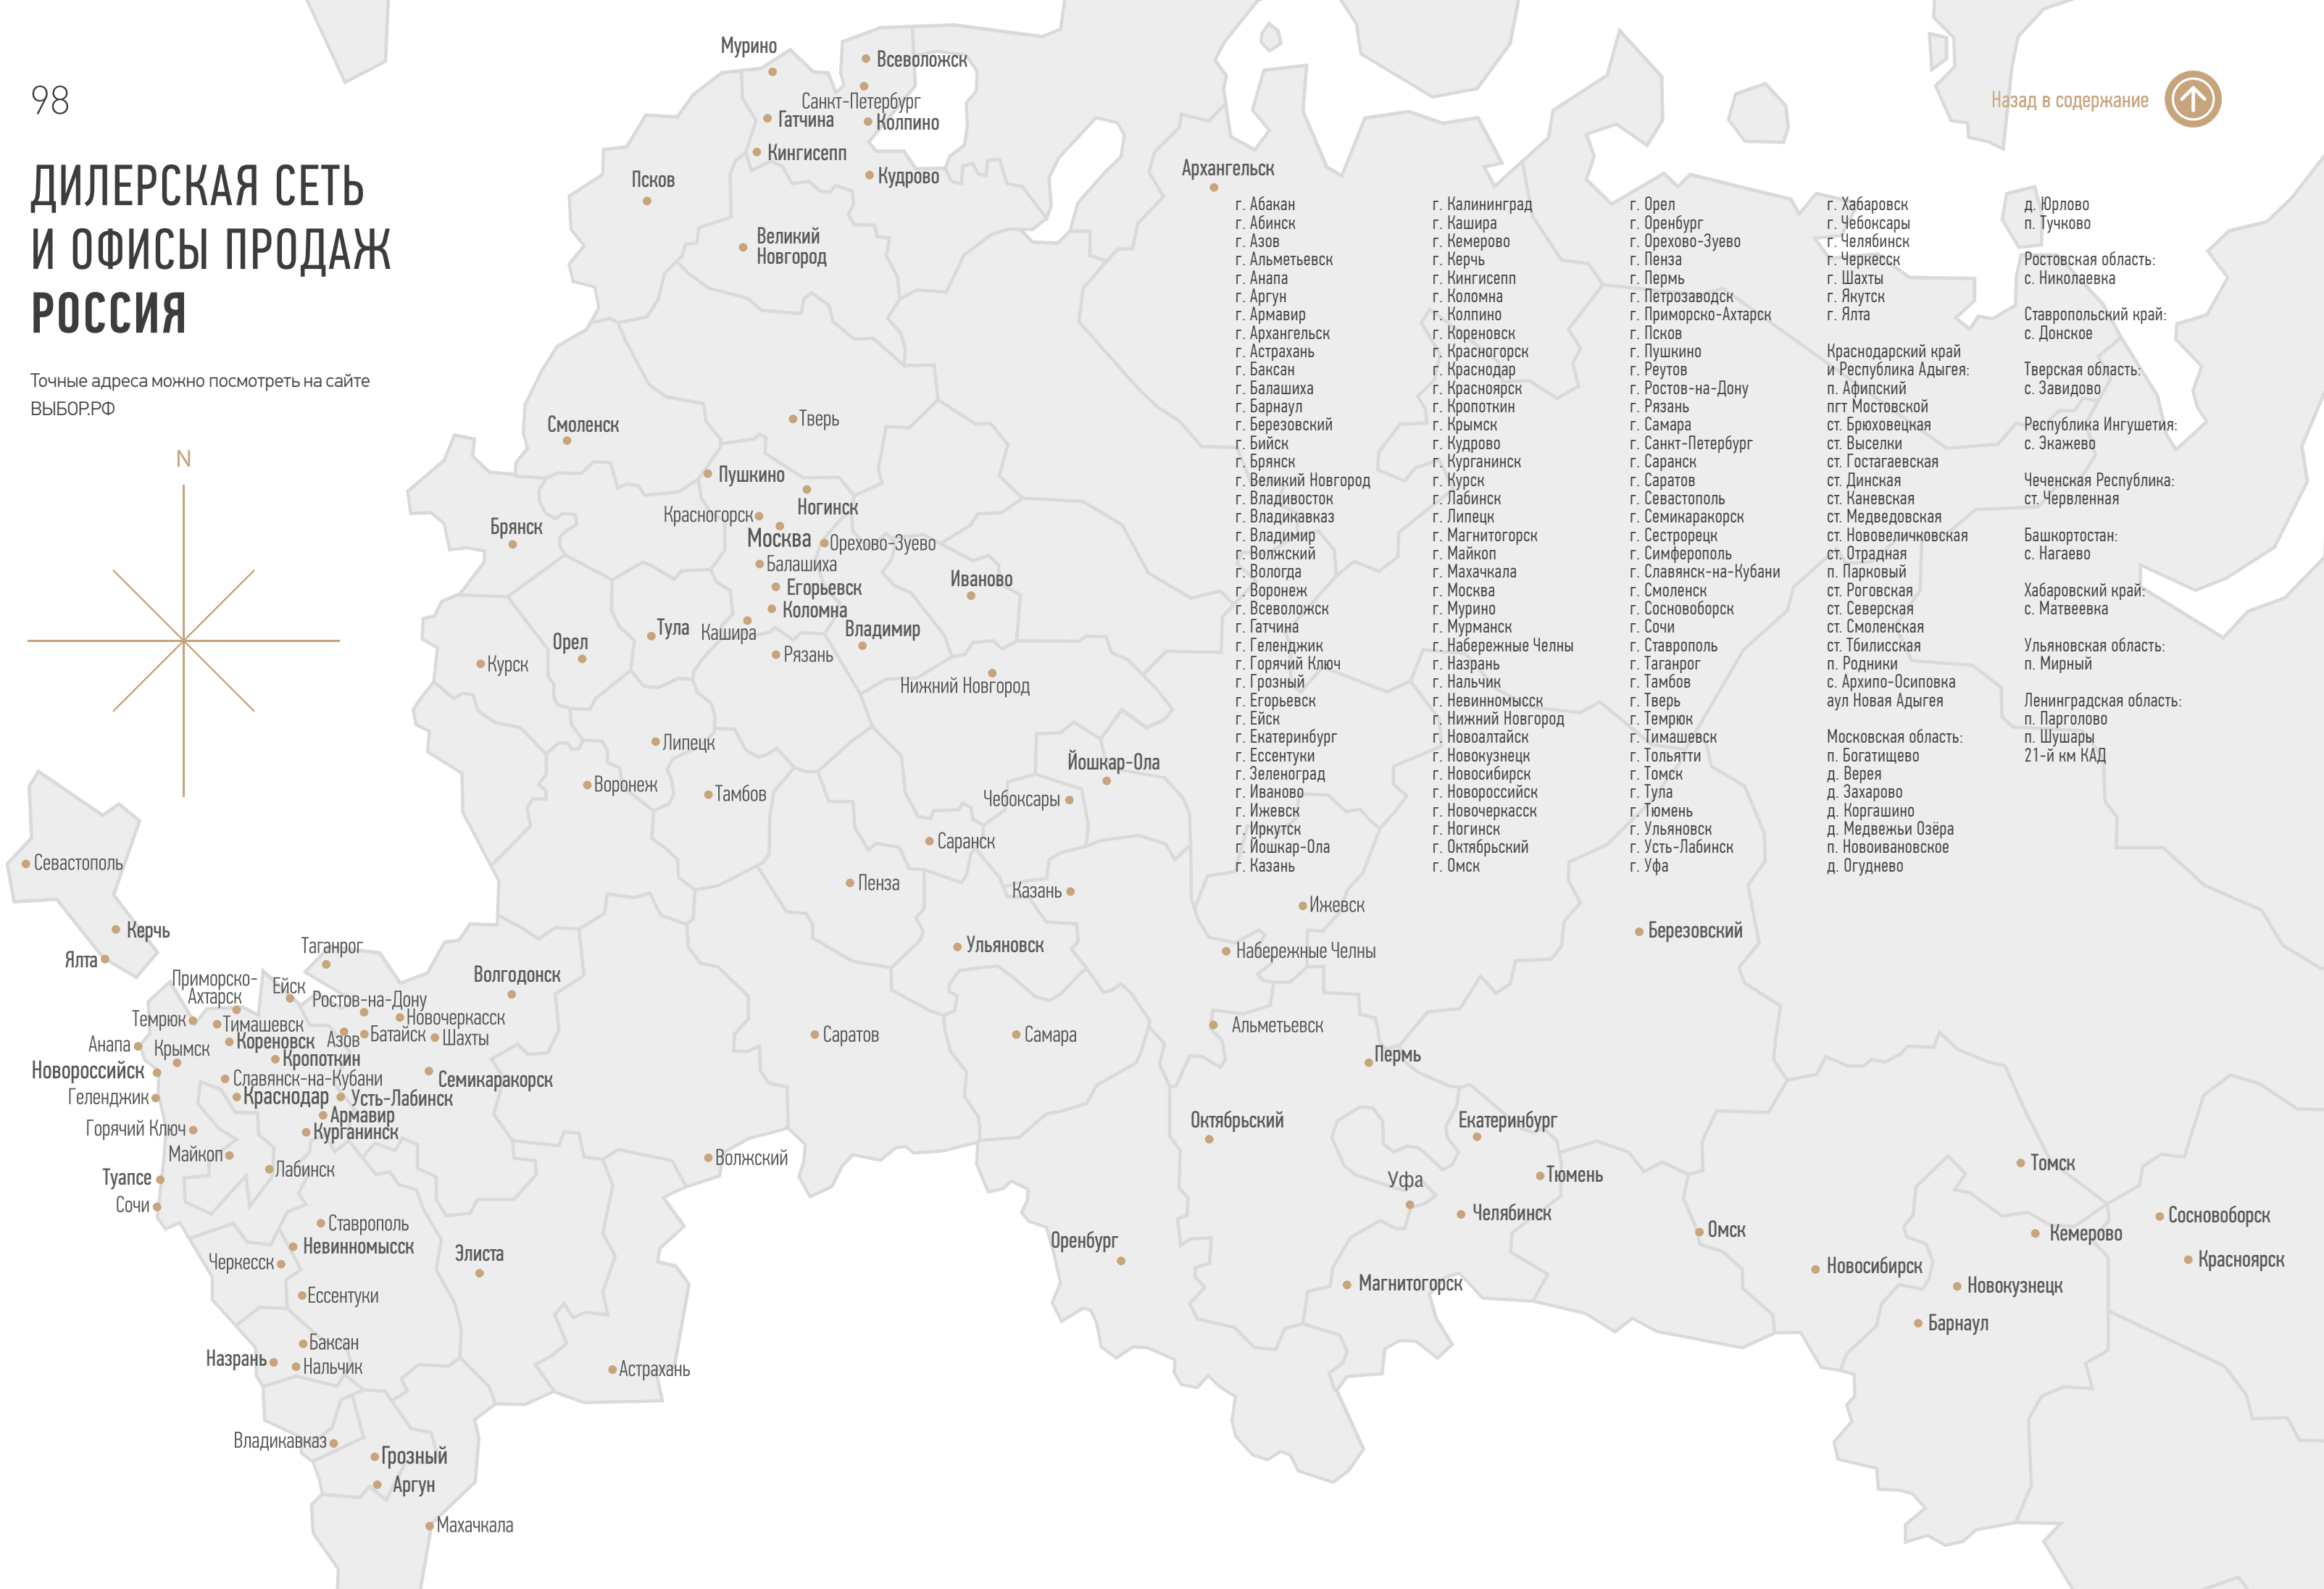 98
ДИЛЕРСКАЯ СЕТЬ
И ОФИСЫ ПРОДАЖ
РОССИЯ
Точные адреса можно посмотреть на сайте
ВЫБОР.РФ
N
Назад в содержание
Мурино
Всеволожск
Санкт-Петербург
Гатчина
Колпино
Кингисепп
Кудрово
Псков
Великий
Новгород
Архангельск
Смоленск
Тверь
Пушкино
Ногинск
Красногорск
Москва
Орехово-Зуево
Брянск
Балашиха
Егорьевск
Иваново
Коломна
Кашира
Владимир
Тула
Орел
Рязань
Курск
Нижний Новгород
Липецк
Йошкар-Ола
Воронеж
Тамбов
Чебоксары
Саранск
Пенза
Казань
Севастополь
Керчь
Ялта
Таганрог
Ульяновск
Ижевск
Набережные Челны
Березовский
Волгодонск
Приморско-
Ахтарск
Ейск
Ростов-на-Дону
Новочеркасск
Темрюк
Тимашевск
Азов
Батайск
Шахты
Анапа
Крымск
Кореновск
Кропоткин
Новороссийск
Славянск-на-Кубани
Семикаракорск
Геленджик
Краснодар
Усть-Лабинск
Армавир
Горячий Ключ
Курганинск
Майкоп
Лабинск
Туапсе
Сочи
Саратов
Самара
Альметьевск
Пермь
Октябрьский
Екатеринбург
Волжский
Уфа
Тюмень
Томск
Челябинск
Омск
Сосновоборск
Кемерово
Красноярск
Ставрополь
Невинномысск
Элиста
Черкесск
Оренбург
Новосибирск
Магнитогорск
Новокузнецк
Ессентуки
Барнаул
Баксан
Назрань
Нальчик
Астрахань
Владикавказ
Грозный
Аргун
Махачкала
г. Абакан
г. Абинск
г. Азов
г. Альметьевск
г. Анапа
г. Аргун
г. Армавир
г. Архангельск
г. Астрахань
г. Баксан
г. Балашиха
г. Барнаул
г. Березовский
г. Бийск
г. Брянск
г. Великий Новгород
г. Владивосток
г. Владикавказ
г. Владимир
г. Волжский
г. Вологда
г. Воронеж
г. Всеволожск
г. Гатчина
г. Геленджик
г. Горячий Ключ
г. Грозный
г. Егорьевск
г. Ейск
г. Екатеринбург
г. Ессентуки
г. Зеленоград
г. Иваново
г. Ижевск
г. Иркутск
г. Йошкар-Ола
г. Казань
г. Калининград
г. Кашира
г. Кемерово
г. Керчь
г. Кингисепп
г. Коломна
г. Колпино
г. Кореновск
г. Красногорск
г. Краснодар
г. Красноярск
г. Кропоткин
г. Крымск
г. Кудрово
г. Курганинск
г. Курск
г. Лабинск
г. Липецк
г. Магнитогорск
г. Майкоп
г. Махачкала
г. Москва
г. Мурино
г. Мурманск
г. Набережные Челны
г. Назрань
г. Нальчик
г. Невинномысск
г. Нижний Новгород
г. Новоалтайск
г. Новокузнецк
г. Новосибирск
г. Новороссийск
г. Новочеркасск
г. Ногинск
г. Октябрьский
г. Омск
г. Орел
г. Оренбург
г. Орехово-Зуево
г. Пенза
г. Пермь
г. Петрозаводск
г. Приморско-Ахтарск
г. Псков
г. Пушкино
г. Реутов
г. Ростов-на-Дону
г. Рязань
г. Самара
г. Санкт-Петербург
г. Саранск
г. Саратов
г. Севастополь
г. Семикаракорск
г. Сестрорецк
г. Симферополь
г. Славянск-на-Кубани
г. Смоленск
г. Сосновоборск
г. Сочи
г. Ставрополь
г. Таганрог
г. Тамбов
г. Тверь
г. Темрюк
г. Тимашевск
г. Тольятти
г. Томск
г. Тула
г. Тюмень
г. Ульяновск
г. Усть-Лабинск
г. Уфа
г. Хабаровск
г. Чебоксары
г. Челябинск
г. Черкесск
г. Шахты
г. Якутск
г. Ялта
Краснодарский край
и Республика Адыгея:
п. Афипский
пгт Мостовской
ст. Брюховецкая
ст. Выселки
ст. Гостагаевская
ст. Динская
ст. Каневская
ст. Медведовская
ст. Нововеличковская
ст. Отрадная
п. Парковый
ст. Роговская
ст. Северская
ст. Смоленская
ст. Тбилисская
п. Родники
с. Архипо-Осиповка
аул Новая Адыгея
Московская область:
п. Богатищево
д. Верея
д. Захарово
д. Коргашино
д. Медвежьи Озёра
п. Новоивановское
д. Огуднево
д. Юрлово
п. Тучково
Ростовская область:
с. Николаевка
Ставропольский край:
с. Донское
Тверская область:
с. Завидово
Республика Ингушетия:
с. Экажево
Чеченская Республика:
ст. Червленная
Башкортостан:
с. Нагаево
Хабаровский край:
с. Матвеевка
Ульяновская область:
п. Мирный
Ленинградская область:
п. Парголово
п. Шушары
21-й км КАД